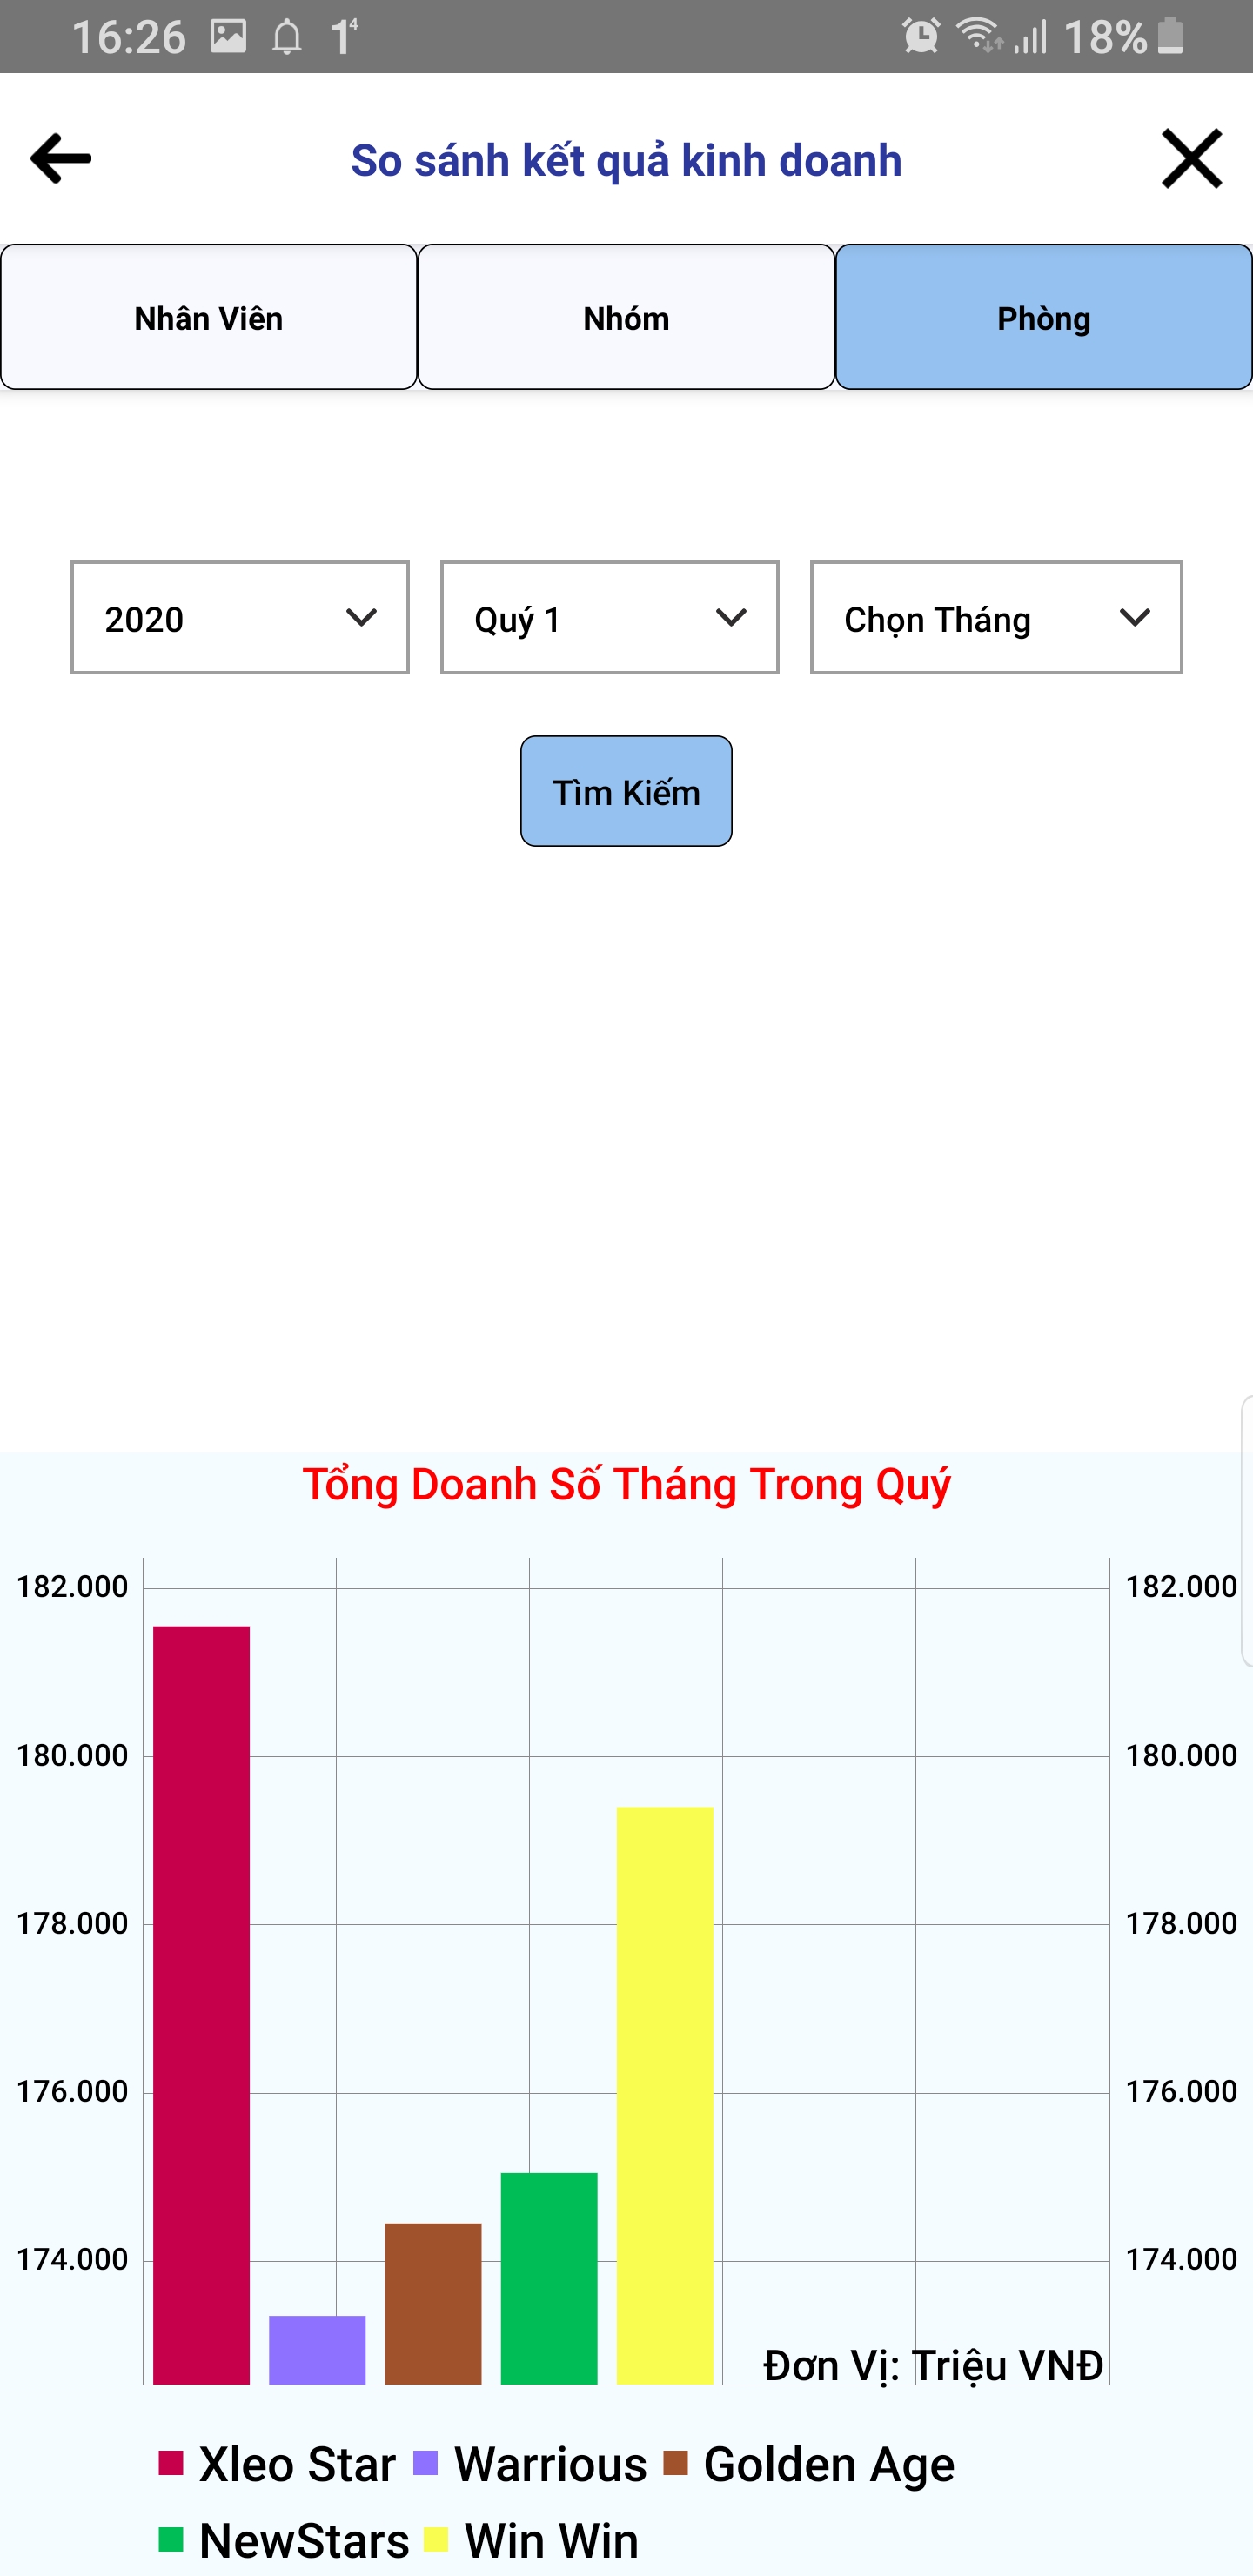 16:26 1⁴ 18%
So sánh kết quả kinh doanh
Nhân Viên Nhóm Phòng
2020 Quý 1 Chọn Tháng
Tìm Kiếm
Tổng Doanh Số Tháng Trong Quý
182.000 182.000
180.000 180.000
178.000 178.000
176.000 176.000
174.000 174.000
Đơn Vị: Triệu VNĐ
Xleo Star Warrious Golden Age
NewStars Win Win